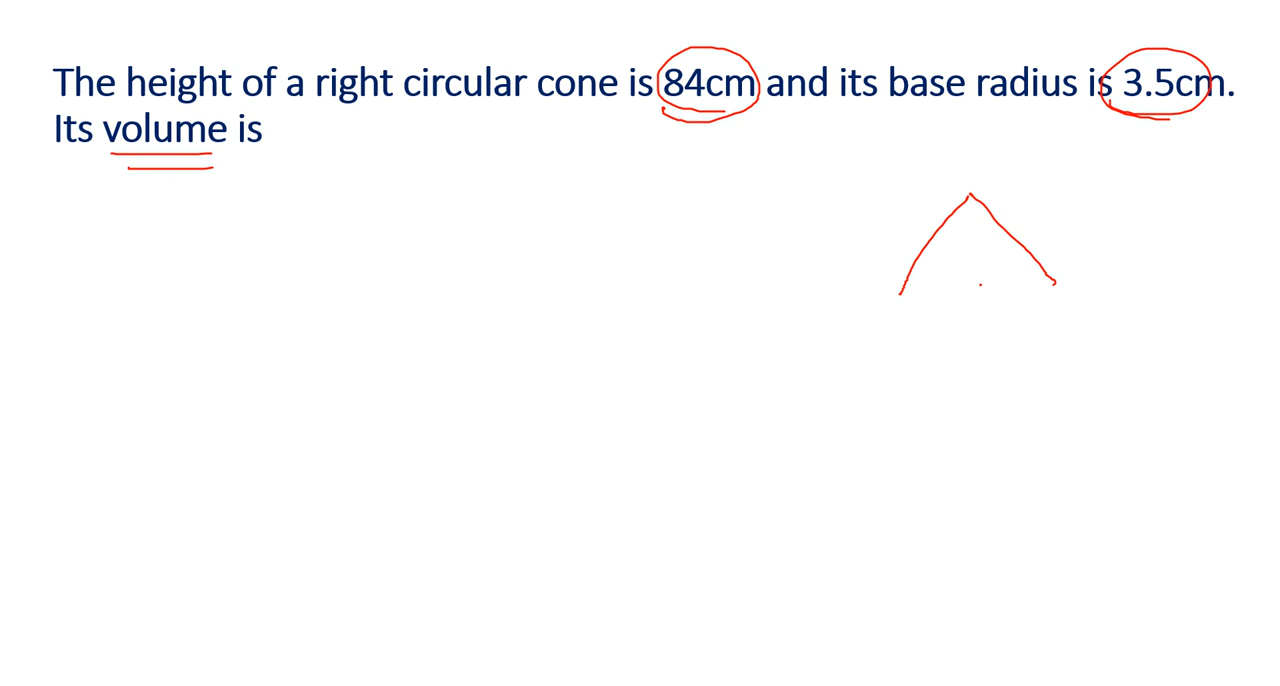 The height of a right circular cone is 84cm and its base radius is 3.5cm.
Its volume is